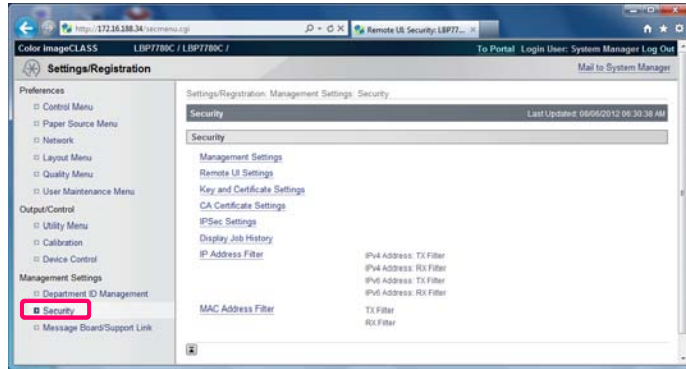 http://172.16.188.34/secmenu.cgi
Remote UI: Security: LBP77...
Color imageCLASS LBP7780C / LBP7780C /
To Portal Login User: System Manager Log Out
Settings/Registration
Mail to System Manager
Preferences
Control Menu
Paper Source Menu
Network
Layout Menu
Quality Menu
User Maintenance Menu
Output/Control
Utility Menu
Calibration
Device Control
Management Settings
Department ID Management
Security
Message Board/Support Link
Settings/Registration: Management Settings: Security
Security
Last Updated: 06/06/2012 06:30:38 AM
Security
Management Settings
Remote UI Settings
Key and Certificate Settings
CA Certificate Settings
IPSec Settings
Display Job History
IP Address Filter
IPv4 Address: TX Filter
IPv4 Address: RX Filter
IPv6 Address: TX Filter
IPv6 Address: RX Filter
MAC Address Filter
TX Filter
RX Filter